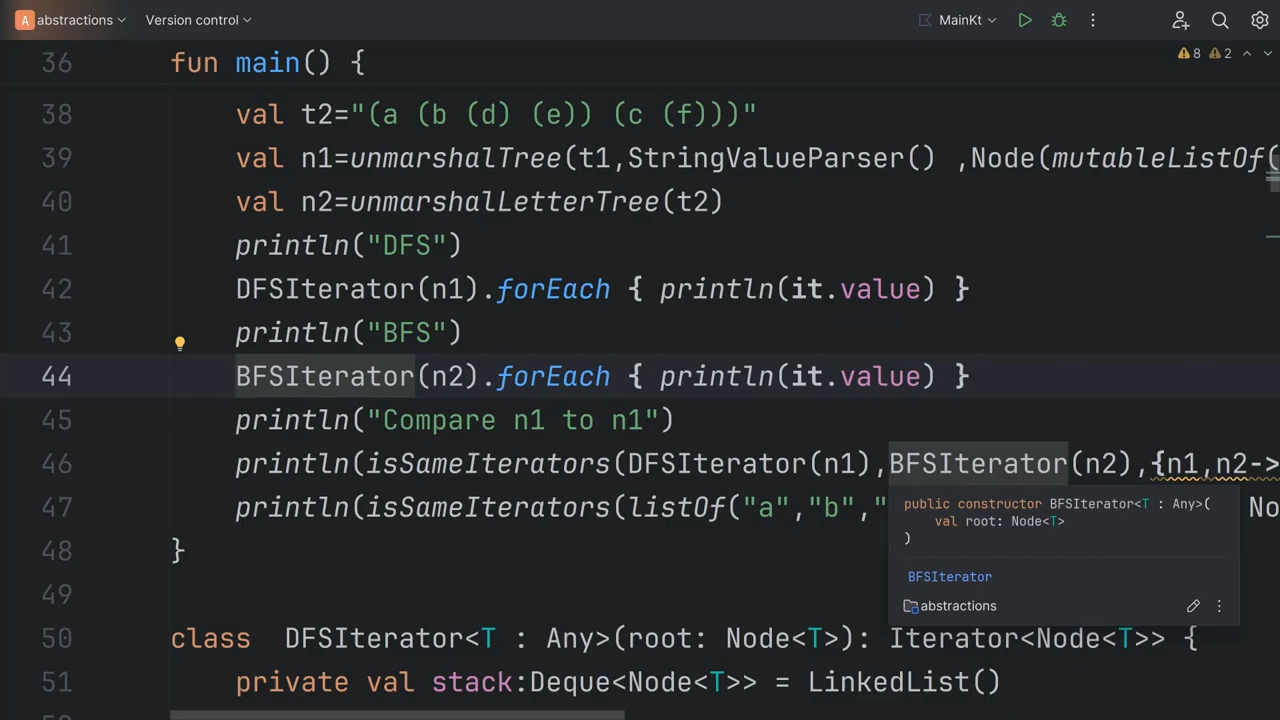 A abstractions Version control MainKt
8 2
36 fun main() {
38 val t2="(a (b (d) (e)) (c (f)))"
39 val n1=unmarshalTree(t1,StringValueParser() ,Node(mutableListOf(
40 val n2=unmarshalLetterTree(t2)
41 println("DFS")
42 DFSIterator(n1).forEach { println(it.value) }
43 println("BFS")
44 BFSIterator(n2).forEach { println(it.value) }
45 println("Compare n1 to n1")
46 println(isSameIterators(DFSIterator(n1),BFSIterator(n2),{n1,n2->
47 println(isSameIterators(listOf("a","b"," No
public constructor BFSIterator<T : Any>(
val root: Node<T>
)
BFSIterator
abstractions
48 }
49
50 class DFSIterator<T : Any>(root: Node<T>): Iterator<Node<T>> {
51 private val stack:Deque<Node<T>> = LinkedList()